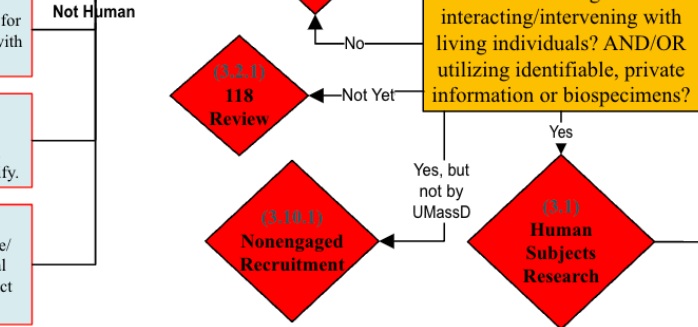 Not Human
for
with
fy.
e/
al
ct
interacting/intervening with
living individuals? AND/OR
utilizing identifiable, private
information or biospecimens?
No
(3.2.1)
118
Review
Not Yet
Yes
Yes, but
not by
UMassD
(3.10.1)
Nonengaged
Recruitment
(3.1)
Human
Subjects
Research